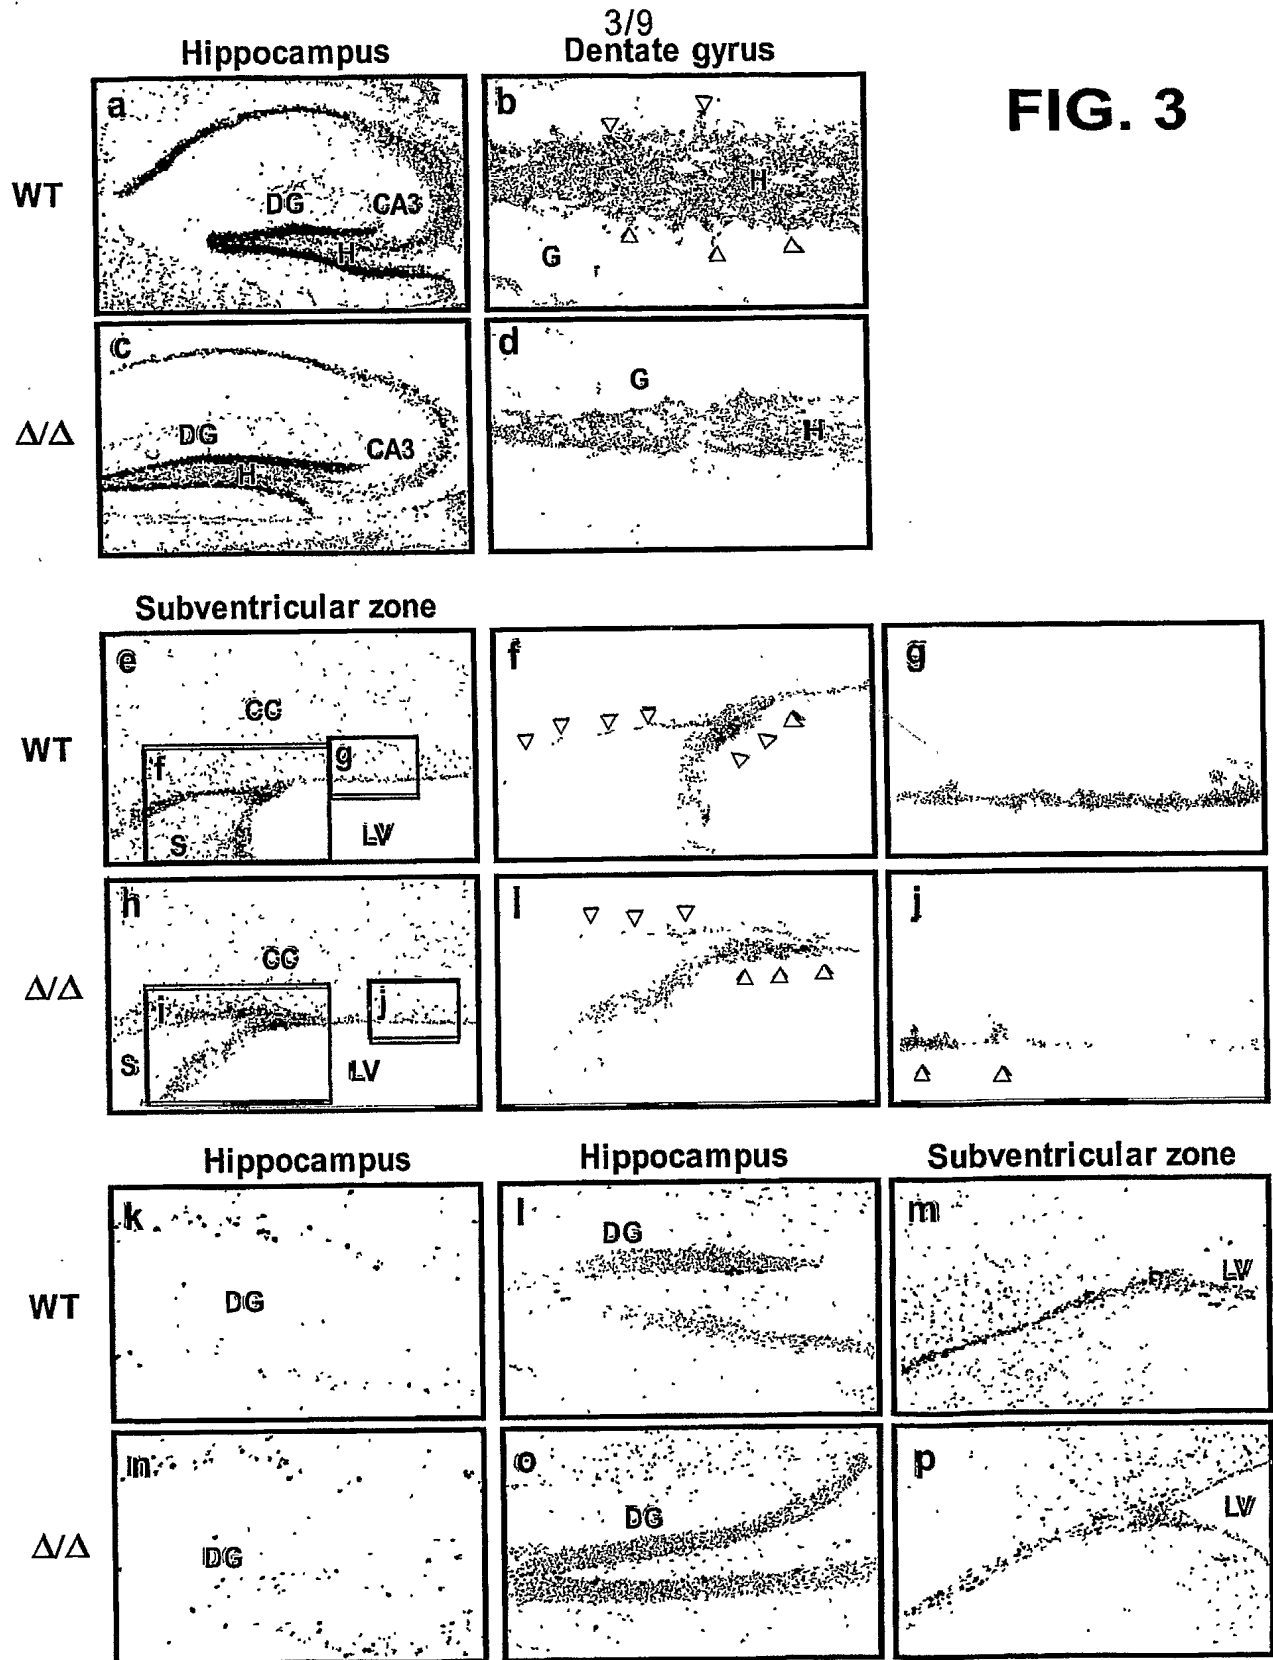 3/9
Hippocampus Dentate gyrus
FIG. 3
a b
WT
DG CA3 H
H
G
c d
Δ/Δ
DG CA3 H
G
H
Subventricular zone
e f g
WT
CC
f g
S LV
h i j
Δ/Δ
CC
i j
S LV
Hippocampus Hippocampus Subventricular zone
k l m
WT
DG DG LV
n o p
Δ/Δ
DG DG LV